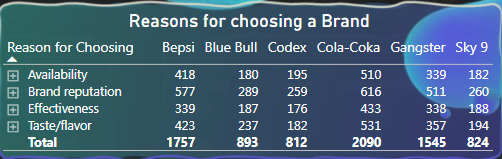 Reasons for choosing a Brand
Reason for Choosing Bepsi Blue Bull Codex Cola-Coka Gangster Sky 9
Availability 418 180 195 510 339 182
Brand reputation 577 289 259 616 511 260
Effectiveness 339 187 176 433 338 188
Taste/flavor 423 237 182 531 357 194
Total 1757 893 812 2090 1545 824